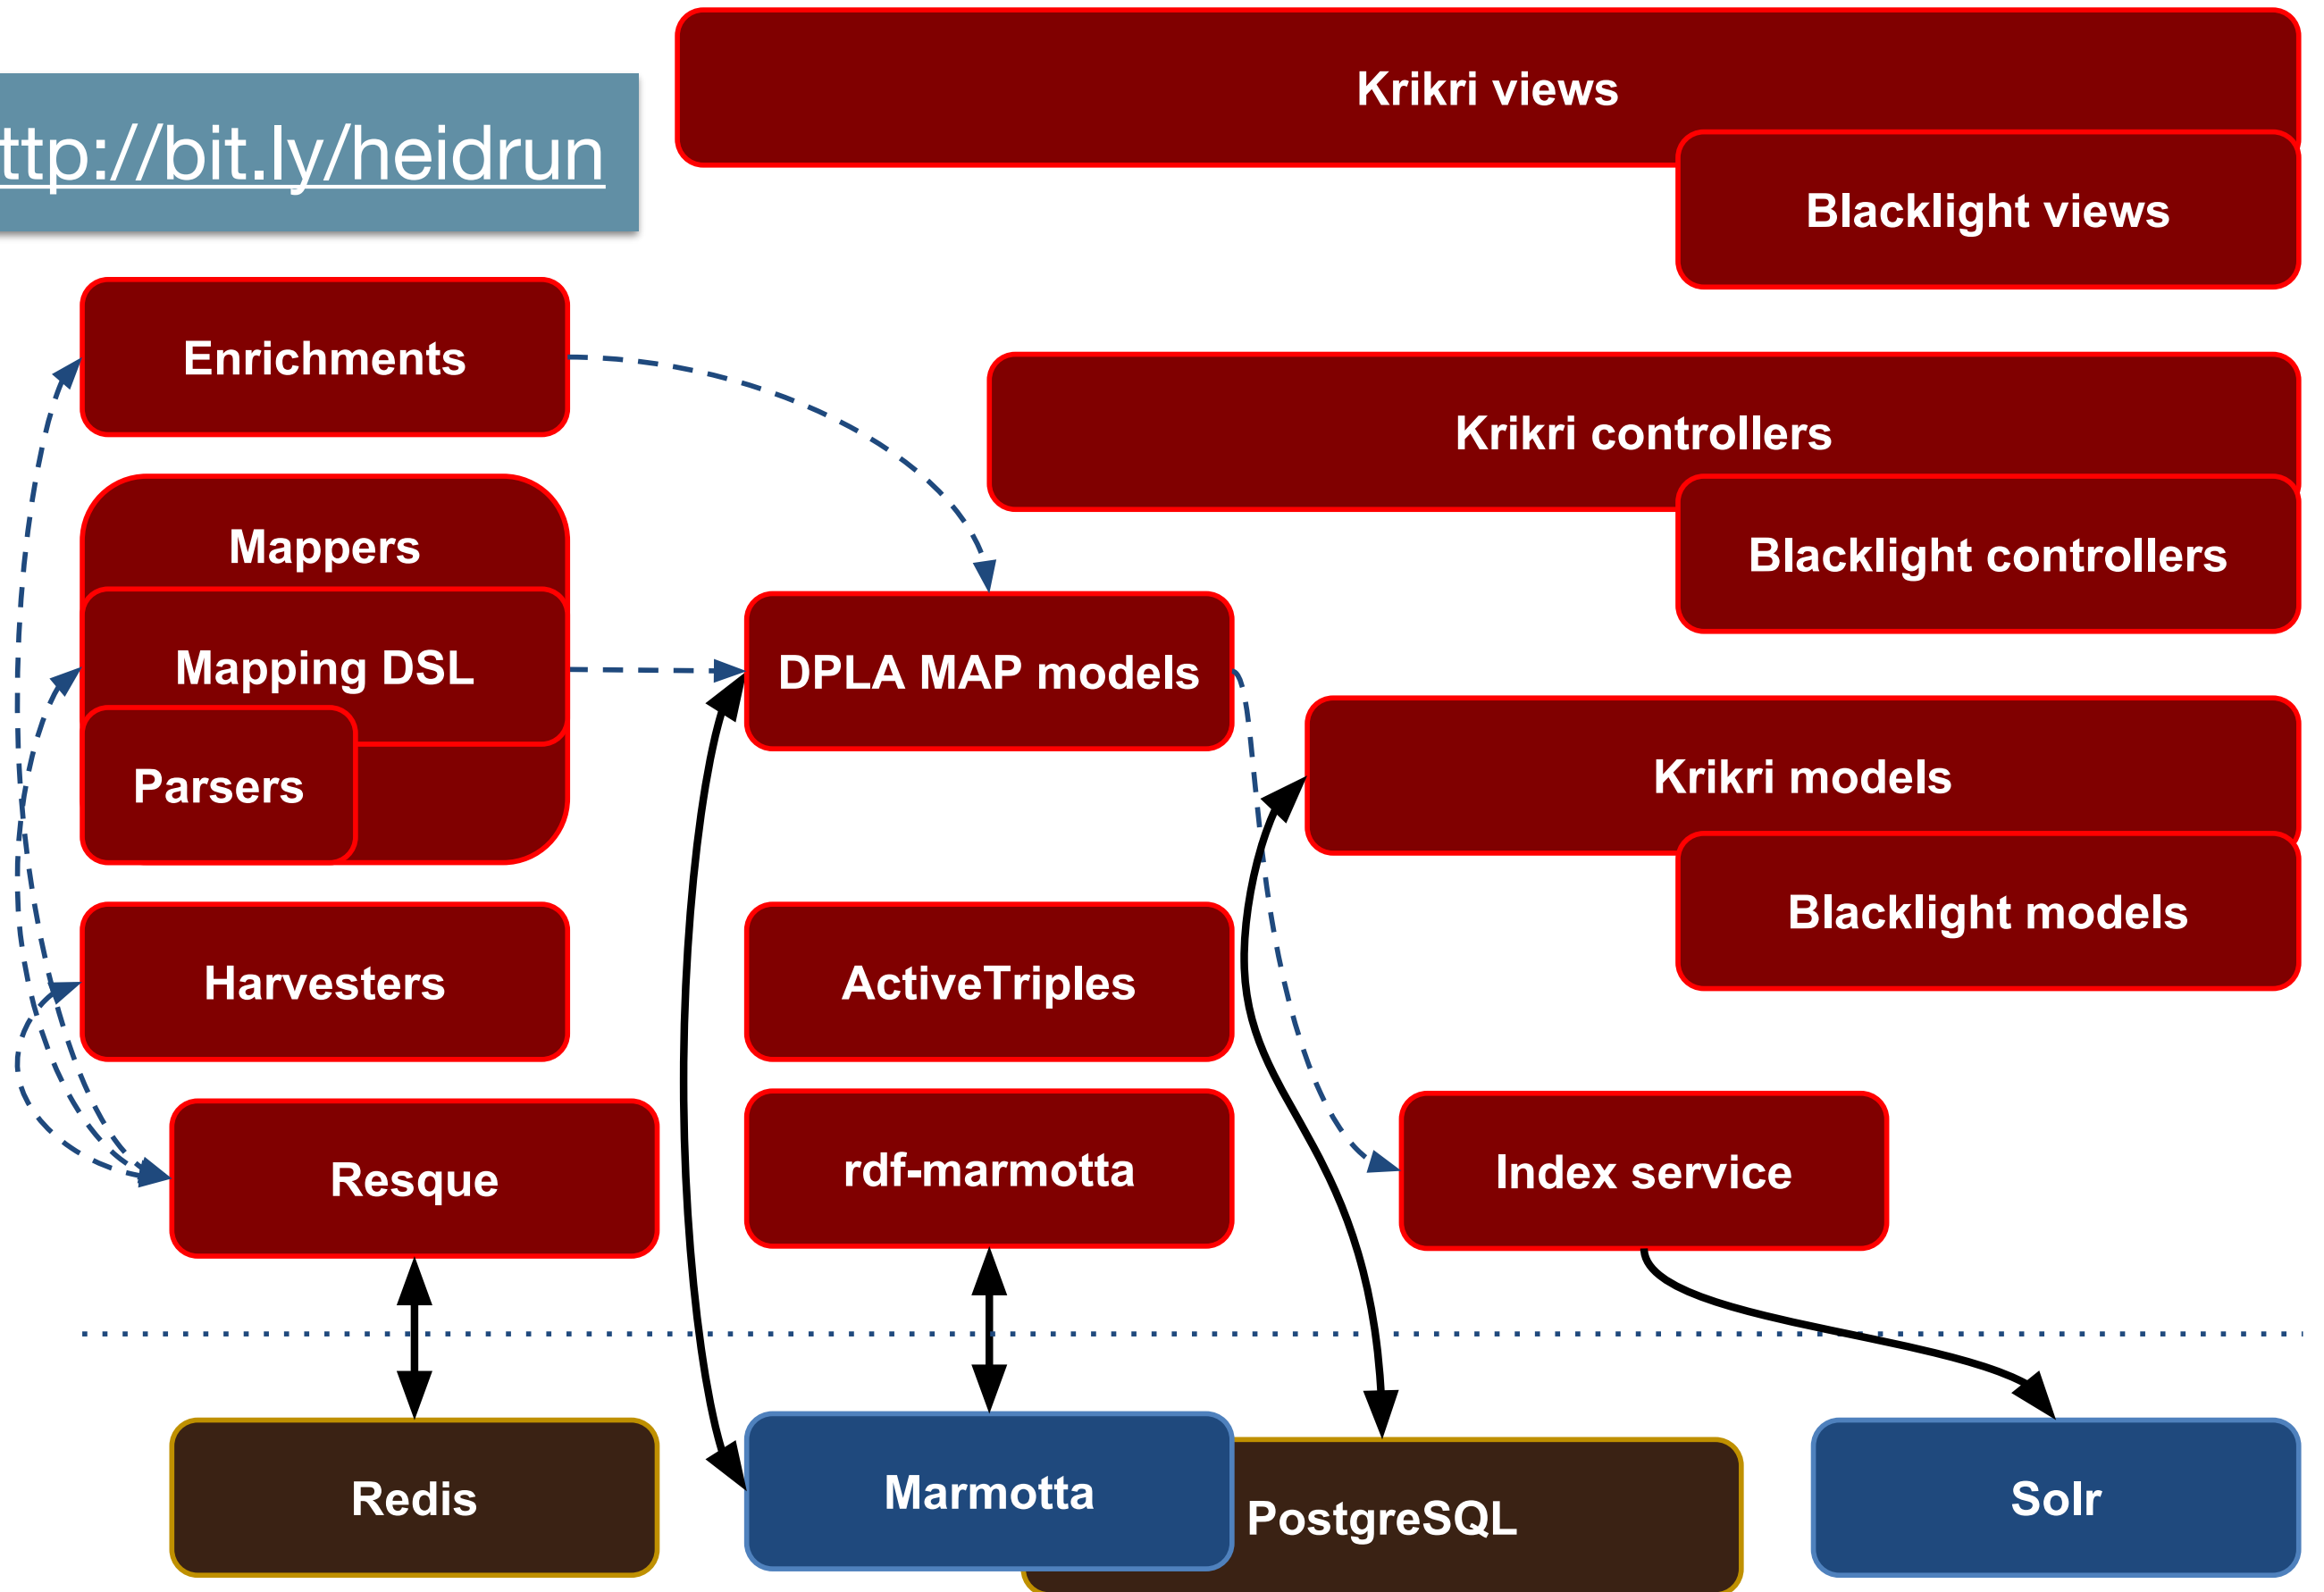 Krikri views
ttp://bit.ly/heidrun
Blacklight views
Enrichments
Krikri controllers
Mappers
Blacklight controllers
Mapping DSL
DPLA MAP models
Parsers
Krikri models
Blacklight models
Harvesters
ActiveTriples
Resque
rdf-marmotta
Index service
Redis
Marmotta
PostgreSQL
Solr